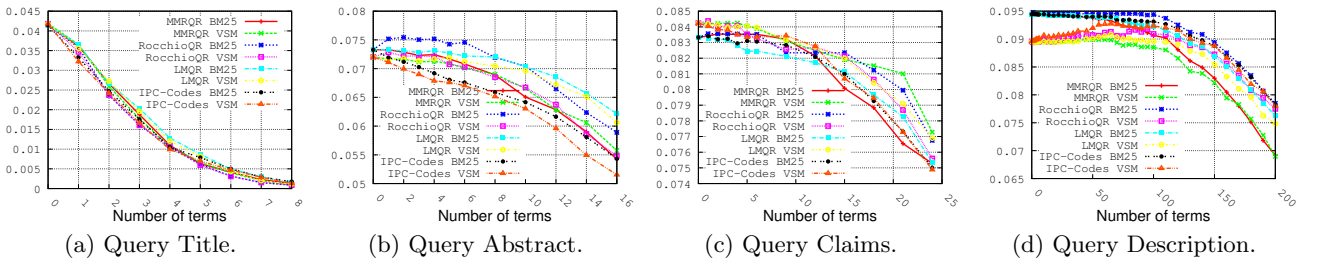 0.045
0.04
0.035
0.03
0.025
0.02
0.015
0.01
0.005
0
MMRQR BM25
MMRQR VSM
RocchioQR BM25
RocchioQR VSM
LMQR BM25
LMQR VSM
IPC-Codes BM25
IPC-Codes VSM
0 1 2 3 4 5 6 7 8
Number of terms
(a) Query Title.
0.08
0.075
0.07
0.065
0.06
0.055
0.05
MMRQR BM25
MMRQR VSM
RocchioQR BM25
RocchioQR VSM
LMQR BM25
LMQR VSM
IPC-Codes BM25
IPC-Codes VSM
0 2 4 6 8 10 12 14 16
Number of terms
(b) Query Abstract.
0.085
0.084
0.083
0.082
0.081
0.08
0.079
0.078
0.077
0.076
0.075
0.074
MMRQR BM25
MMRQR VSM
RocchioQR BM25
RocchioQR VSM
LMQR BM25
LMQR VSM
IPC-Codes BM25
IPC-Codes VSM
0 5 10 15 20 25
Number of terms
(c) Query Claims.
0.095
0.09
0.085
0.08
0.075
0.07
0.065
MMRQR BM25
MMRQR VSM
RocchioQR BM25
RocchioQR VSM
LMQR BM25
LMQR VSM
IPC-Codes BM25
IPC-Codes VSM
0 50 100 150 200
Number of terms
(d) Query Description.